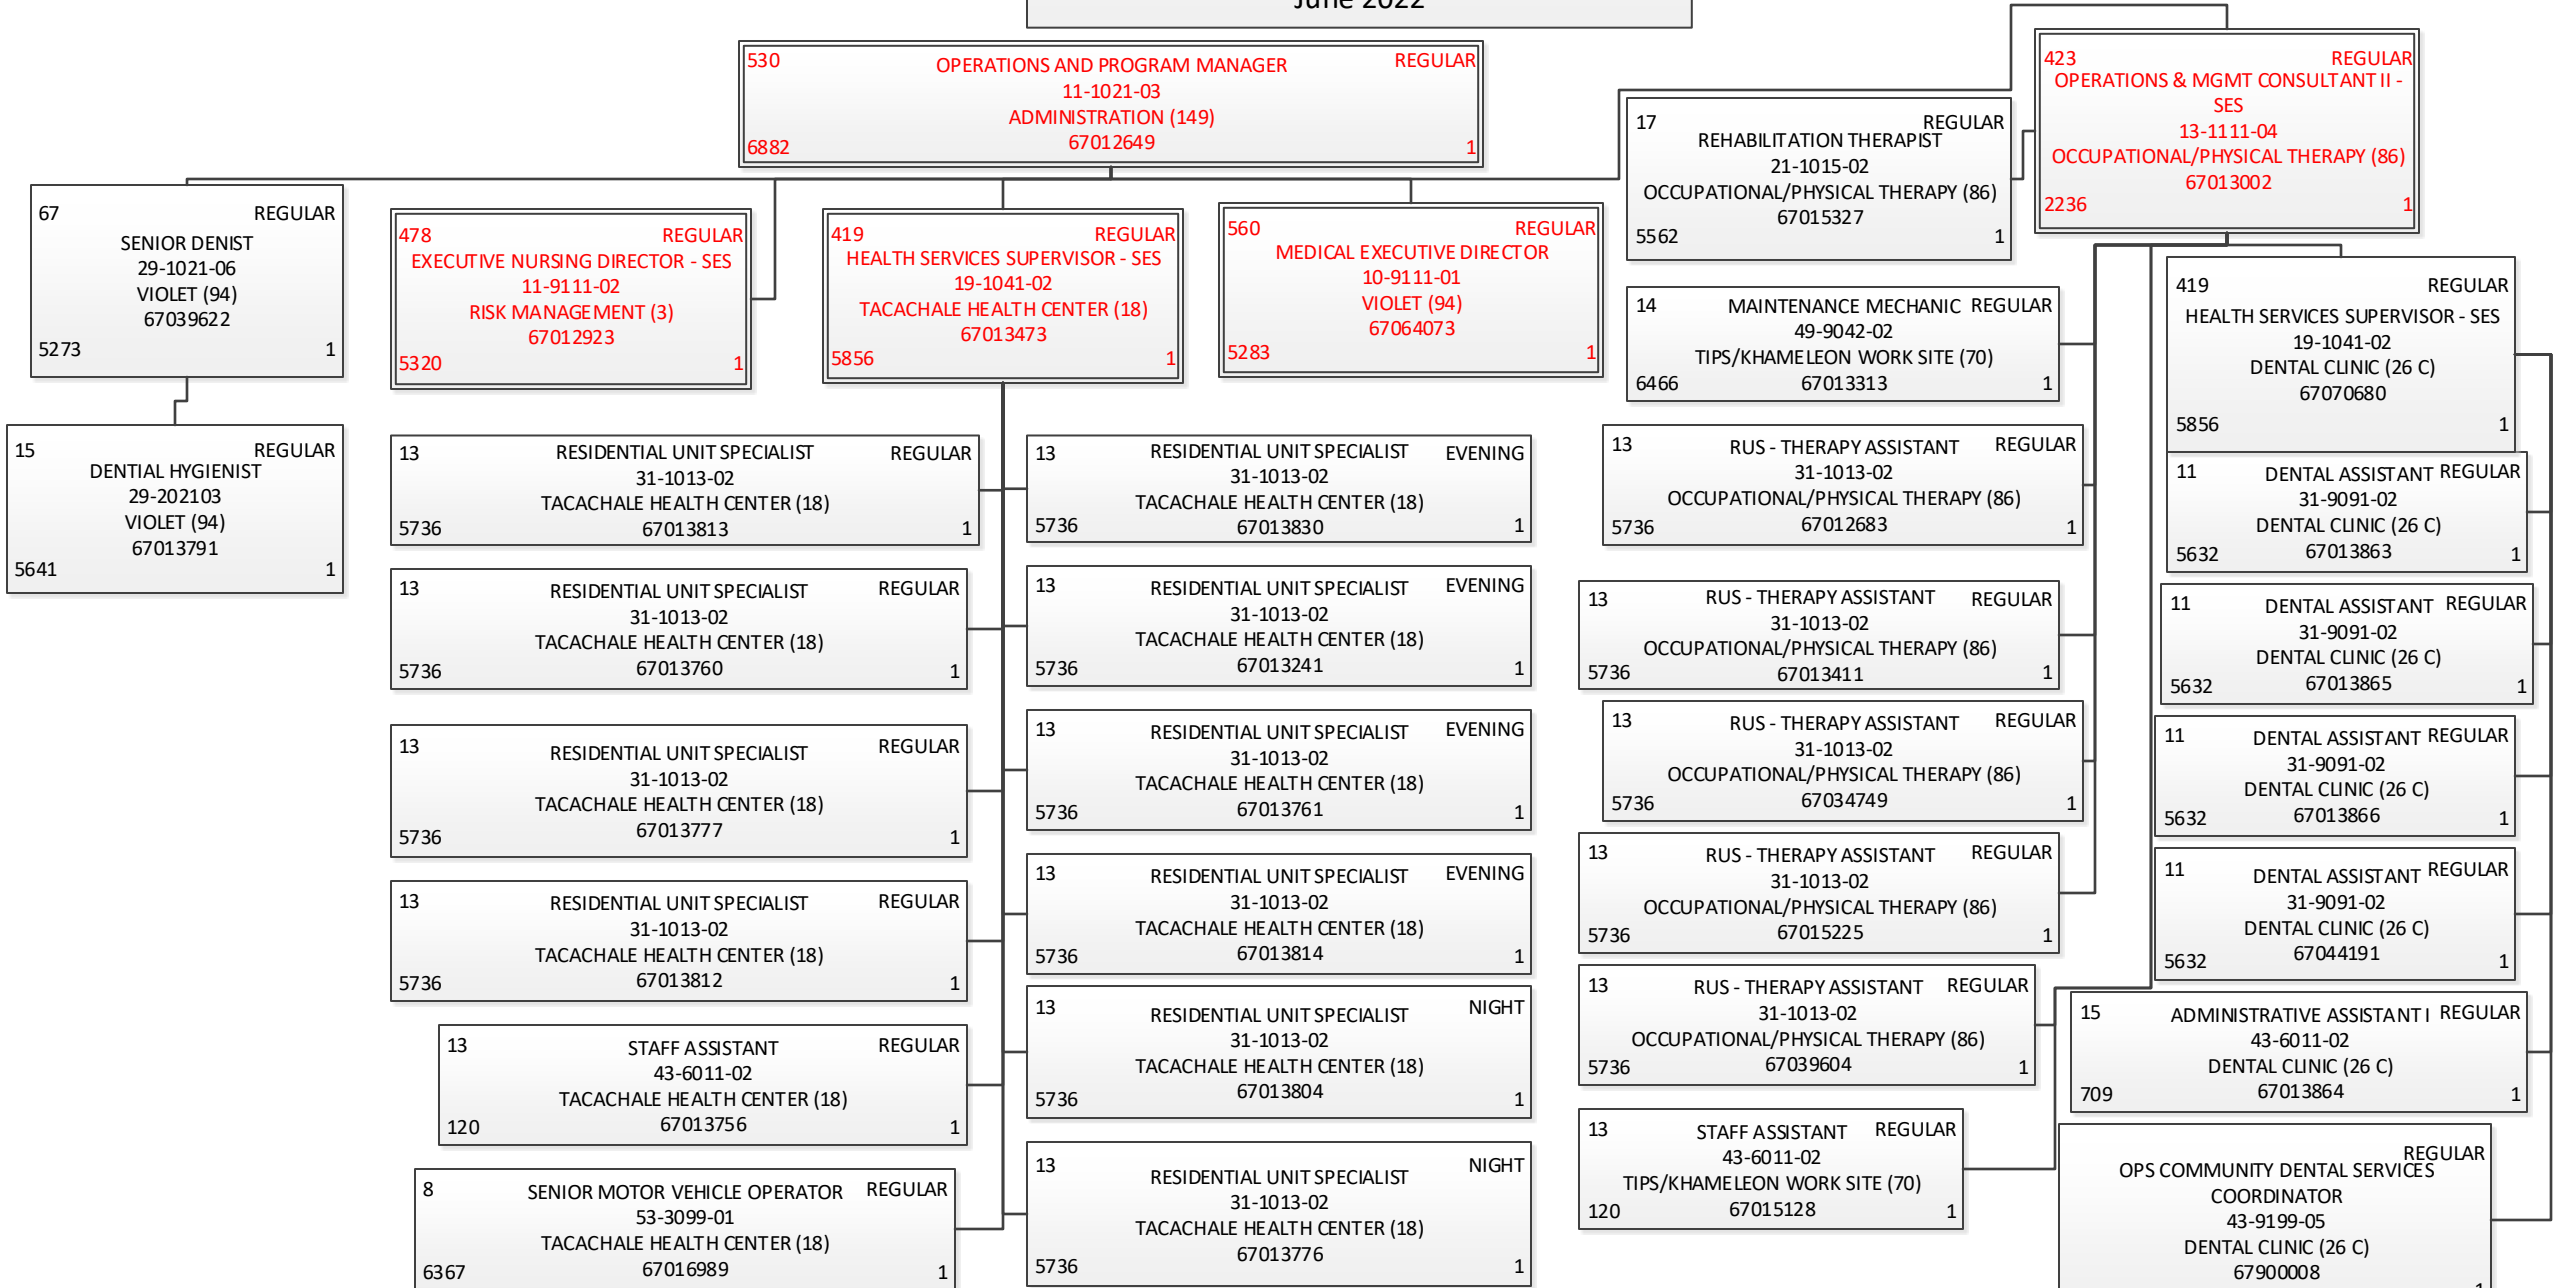 June 2022
530 OPERATIONS AND PROGRAM MANAGER REGULAR
11-1021-03
ADMINISTRATION (149)
6882 67012649 1
423 REGULAR
OPERATIONS & MGMT CONSULTANT II -
SES
13-1111-04
OCCUPATIONAL/PHYSICAL THERAPY (86)
67013002
2236 1
17 REGULAR
REHABILITATION THERAPIST
21-1015-02
OCCUPATIONAL/PHYSICAL THERAPY (86)
67015327
5562 1
67 REGULAR
SENIOR DENIST
29-1021-06
VIOLET (94)
67039622
5273 1
478 REGULAR
EXECUTIVE NURSING DIRECTOR - SES
11-9111-02
RISK MANAGEMENT (3)
67012923
5320 1
419 REGULAR
HEALTH SERVICES SUPERVISOR - SES
19-1041-02
TACACHALE HEALTH CENTER (18)
67013473
5856 1
560 REGULAR
MEDICAL EXECUTIVE DIRECTOR
10-9111-01
VIOLET (94)
67064073
5283 1
14 MAINTENANCE MECHANIC REGULAR
49-9042-02
TIPS/KHAMELEON WORK SITE (70)
6466 67013313 1
419 REGULAR
HEALTH SERVICES SUPERVISOR - SES
19-1041-02
DENTAL CLINIC (26 C)
67070680
5856 1
15 REGULAR
DENTIAL HYGIENIST
29-202103
VIOLET (94)
67013791
5641 1
13 RESIDENTIAL UNIT SPECIALIST REGULAR
31-1013-02
TACACHALE HEALTH CENTER (18)
5736 67013813 1
13 RESIDENTIAL UNIT SPECIALIST EVENING
31-1013-02
TACACHALE HEALTH CENTER (18)
5736 67013830 1
13 RUS - THERAPY ASSISTANT REGULAR
31-1013-02
OCCUPATIONAL/PHYSICAL THERAPY (86)
5736 67012683 1
11 DENTAL ASSISTANT REGULAR
31-9091-02
DENTAL CLINIC (26 C)
5632 67013863 1
13 RESIDENTIAL UNIT SPECIALIST REGULAR
31-1013-02
TACACHALE HEALTH CENTER (18)
5736 67013760 1
13 RESIDENTIAL UNIT SPECIALIST EVENING
31-1013-02
TACACHALE HEALTH CENTER (18)
5736 67013241 1
13 RUS - THERAPY ASSISTANT REGULAR
31-1013-02
OCCUPATIONAL/PHYSICAL THERAPY (86)
5736 67013411 1
11 DENTAL ASSISTANT REGULAR
31-9091-02
DENTAL CLINIC (26 C)
5632 67013865 1
13 RESIDENTIAL UNIT SPECIALIST REGULAR
31-1013-02
TACACHALE HEALTH CENTER (18)
5736 67013777 1
13 RESIDENTIAL UNIT SPECIALIST EVENING
31-1013-02
TACACHALE HEALTH CENTER (18)
5736 67013761 1
13 RUS - THERAPY ASSISTANT REGULAR
31-1013-02
OCCUPATIONAL/PHYSICAL THERAPY (86)
5736 67034749 1
11 DENTAL ASSISTANT REGULAR
31-9091-02
DENTAL CLINIC (26 C)
5632 67013866 1
13 RESIDENTIAL UNIT SPECIALIST REGULAR
31-1013-02
TACACHALE HEALTH CENTER (18)
5736 67013812 1
13 RESIDENTIAL UNIT SPECIALIST EVENING
31-1013-02
TACACHALE HEALTH CENTER (18)
5736 67013814 1
13 RUS - THERAPY ASSISTANT REGULAR
31-1013-02
OCCUPATIONAL/PHYSICAL THERAPY (86)
5736 67015225 1
11 DENTAL ASSISTANT REGULAR
31-9091-02
DENTAL CLINIC (26 C)
5632 67044191 1
13 STAFF ASSISTANT REGULAR
43-6011-02
TACACHALE HEALTH CENTER (18)
120 67013756 1
13 RESIDENTIAL UNIT SPECIALIST NIGHT
31-1013-02
TACACHALE HEALTH CENTER (18)
5736 67013804 1
13 RUS - THERAPY ASSISTANT REGULAR
31-1013-02
OCCUPATIONAL/PHYSICAL THERAPY (86)
5736 67039604 1
15 ADMINISTRATIVE ASSISTANT I REGULAR
43-6011-02
DENTAL CLINIC (26 C)
709 67013864 1
8 SENIOR MOTOR VEHICLE OPERATOR REGULAR
53-3099-01
TACACHALE HEALTH CENTER (18)
6367 67016989 1
13 RESIDENTIAL UNIT SPECIALIST NIGHT
31-1013-02
TACACHALE HEALTH CENTER (18)
5736 67013776 1
13 STAFF ASSISTANT REGULAR
43-6011-02
TIPS/KHAMELEON WORK SITE (70)
120 67015128 1
REGULAR
OPS COMMUNITY DENTAL SERVICES
COORDINATOR
43-9199-05
DENTAL CLINIC (26 C)
67900008